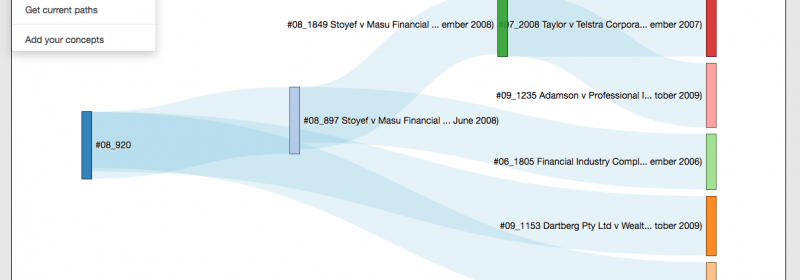 Get current paths
Add your concepts
#08_1849 Stoyef v Masu Financial ... ember 2008)
#07_2008 Taylor v Telstra Corpora... ember 2007)
#09_1235 Adamson v Professional I... tober 2009)
#08_897 Stoyef v Masu Financial ... June 2008)
#08_920
#06_1805 Financial Industry Compl... ember 2006)
#09_1153 Dartberg Pty Ltd v Wealt... tober 2009)